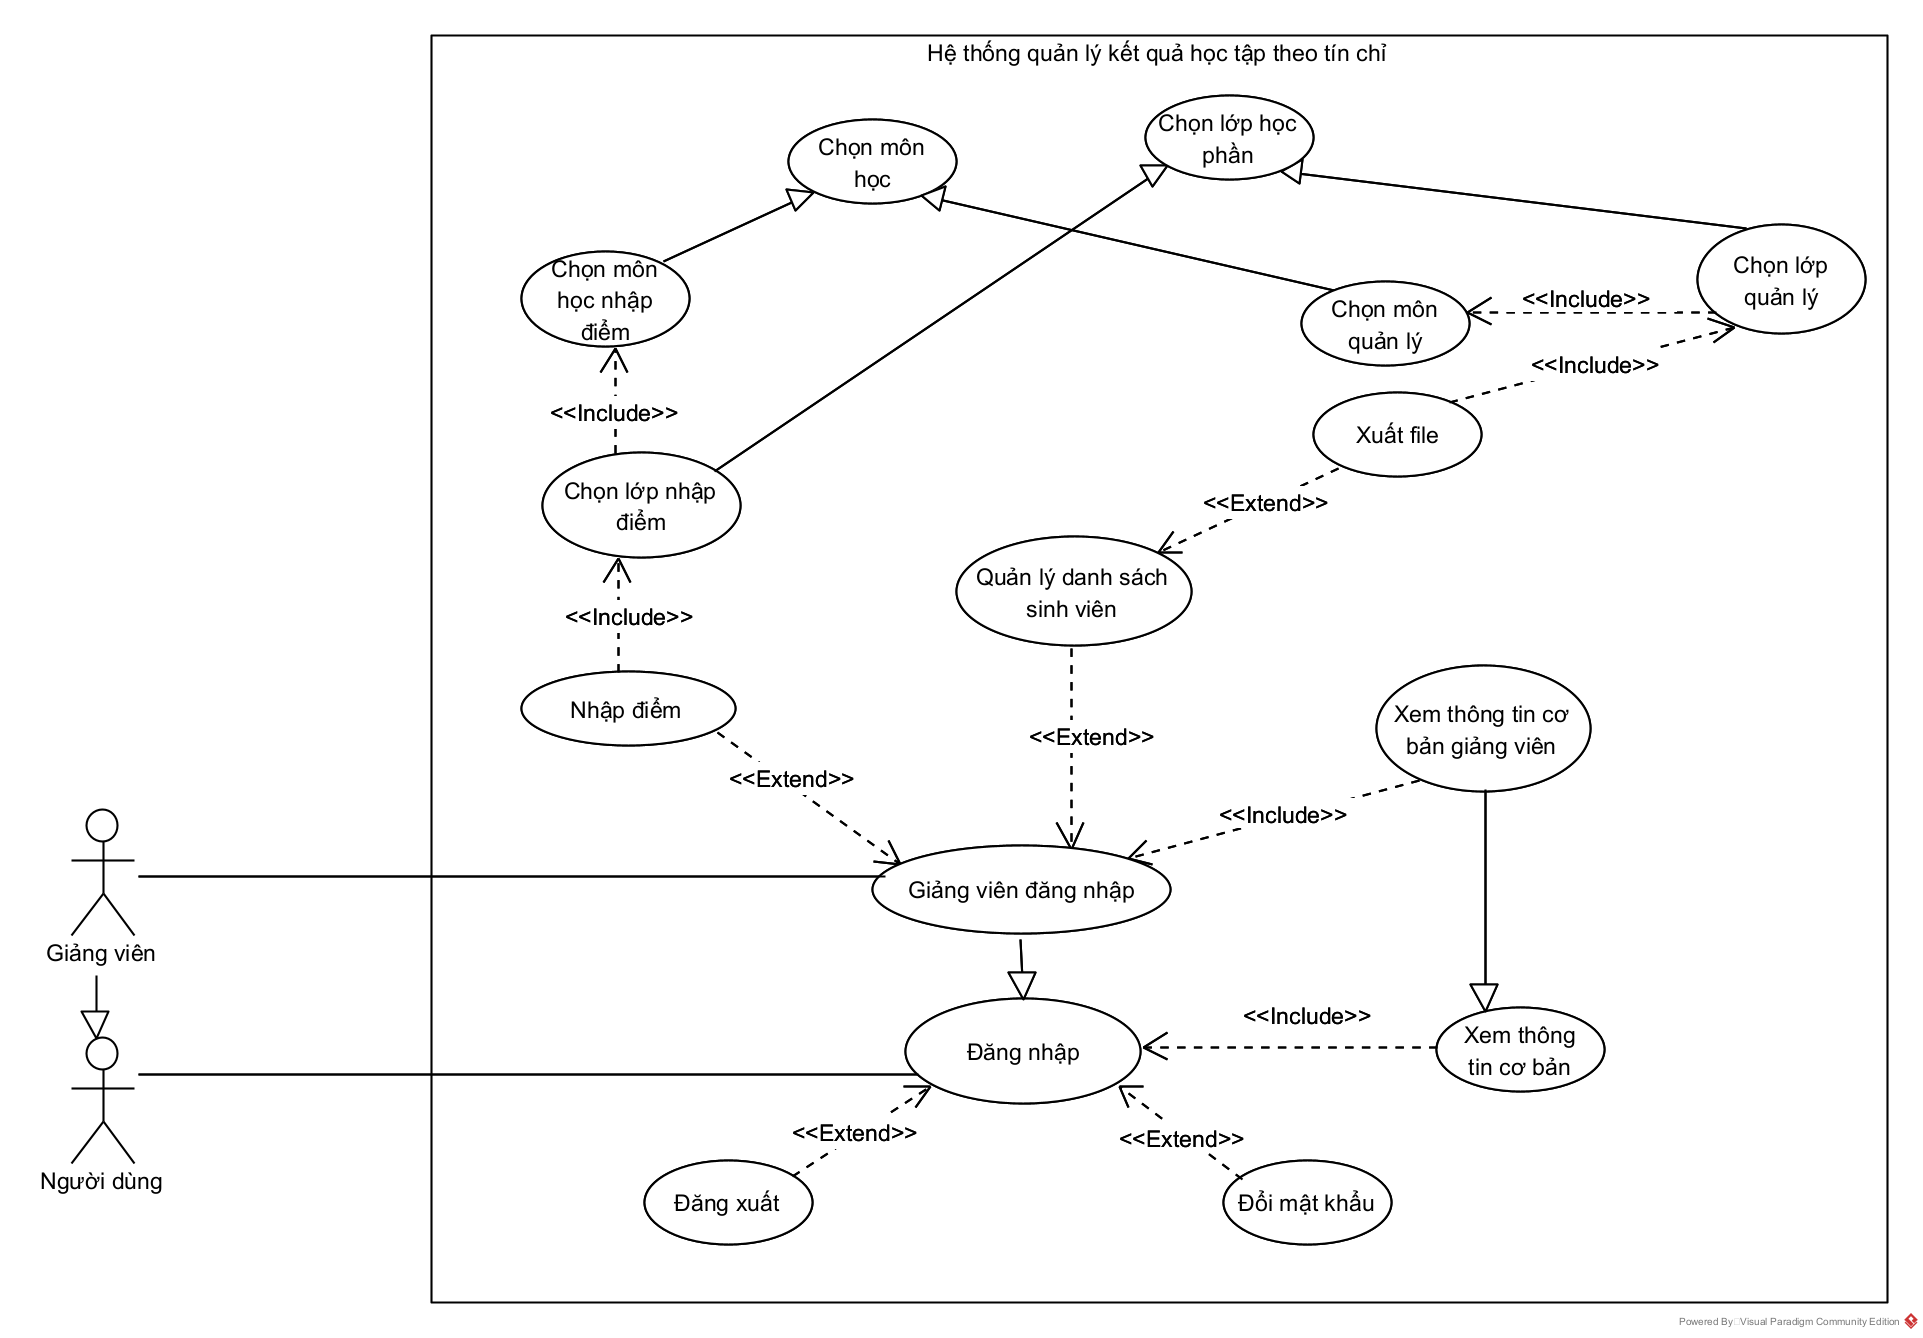 Hệ thống quản lý kết quả học tập theo tín chỉ
Chọn môn
học
Chọn lớp học
phần
Chọn môn
học nhập
điểm
Chọn môn
quản lý
Chọn lớp
quản lý
<<Include>>
<<Include>>
<<Include>>
Xuất file
Chọn lớp nhập
điểm
<<Extend>>
Quản lý danh sách
sinh viên
<<Include>>
Nhập điểm
<<Extend>>
<<Extend>>
Xem thông tin cơ
bản giảng viên
<<Include>>
Giảng viên đăng nhập
Giảng viên
<<Include>>
Đăng nhập
Xem thông
tin cơ bản
<<Extend>>
<<Extend>>
Người dùng
Đăng xuất
Đổi mật khẩu
Powered By Visual Paradigm Community Edition